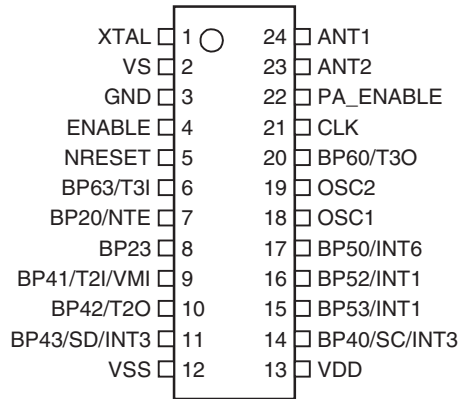 XTAL 1 24 ANT1
VS 2 23 ANT2
GND 3 22 PA_ENABLE
ENABLE 4 21 CLK
NRESET 5 20 BP60/T3O
BP63/T3I 6 19 OSC2
BP20/NTE 7 18 OSC1
BP23 8 17 BP50/INT6
BP41/T2I/VMI 9 16 BP52/INT1
BP42/T2O 10 15 BP53/INT1
BP43/SD/INT3 11 14 BP40/SC/INT3
VSS 12 13 VDD